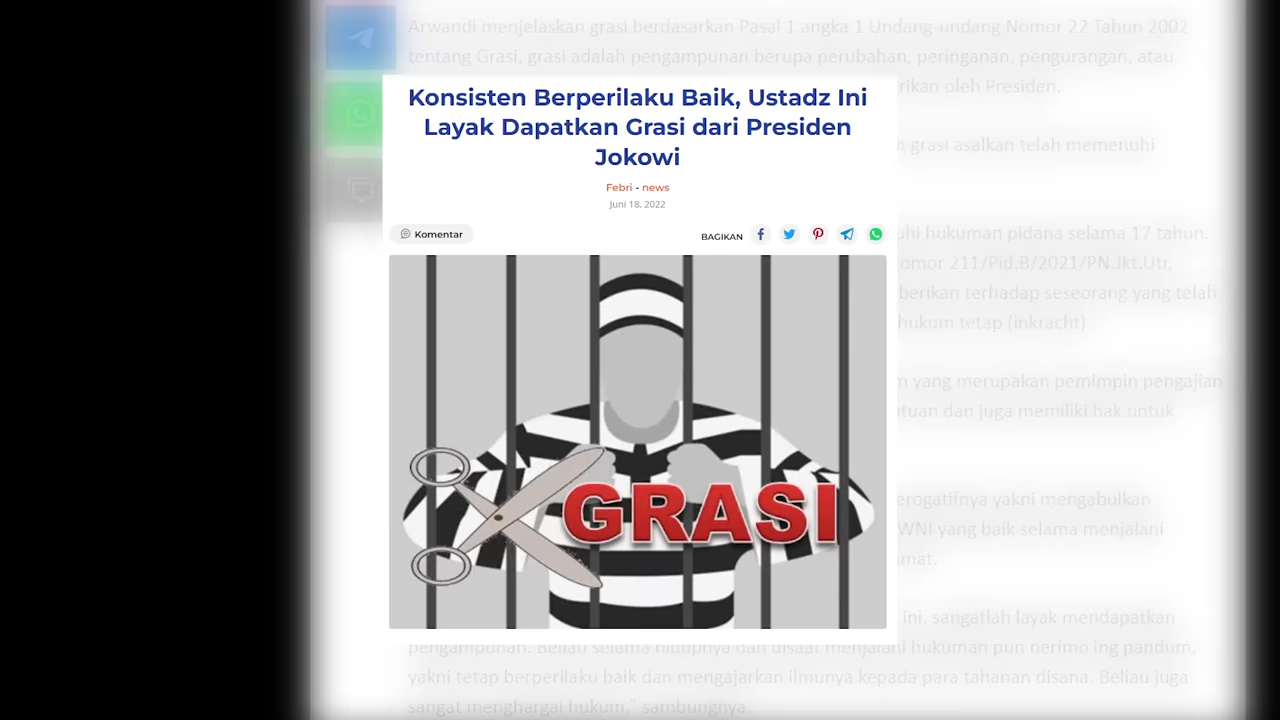 Arwandi menjelaskan grasi berdasarkan Pasal 1 angka 1 Undang-undang Nomor 22 Tahun 2002
tentang Grasi, grasi adalah pengampunan berupa perubahan, peringanan, pengurangan, atau
erikan oleh Presiden.
Konsisten Berperilaku Baik, Ustadz Ini
Layak Dapatkan Grasi dari Presiden
Jokowi
n grasi asalkan telah memenuhi
Febri - news
Juni 18, 2022
Komentar
BAGIKAN
uhi hukuman pidana selama 17 tahun.
omor 211/Pid.B/2021/PN.Jkt.Utr.
berikan terhadap seseorang yang telah
hukum tetap (inkracht)
m yang merupakan pemimpin pengajian
ntuan dan juga memiliki hak untuk
GRASI
erogatifnya yakni mengabulkan
WNI yang baik selama menjalani
amat.
ini, sangatlah layak mendapatkan
pengampunan. Beliau selama hidupnya dan disaat menjalani hukuman pun nerimo ing pandum,
yakni tetap berperilaku baik dan mengajarkan ilmunya kepada para tahanan disana. Beliau juga
sangat menghargai hukum," sambungnya.